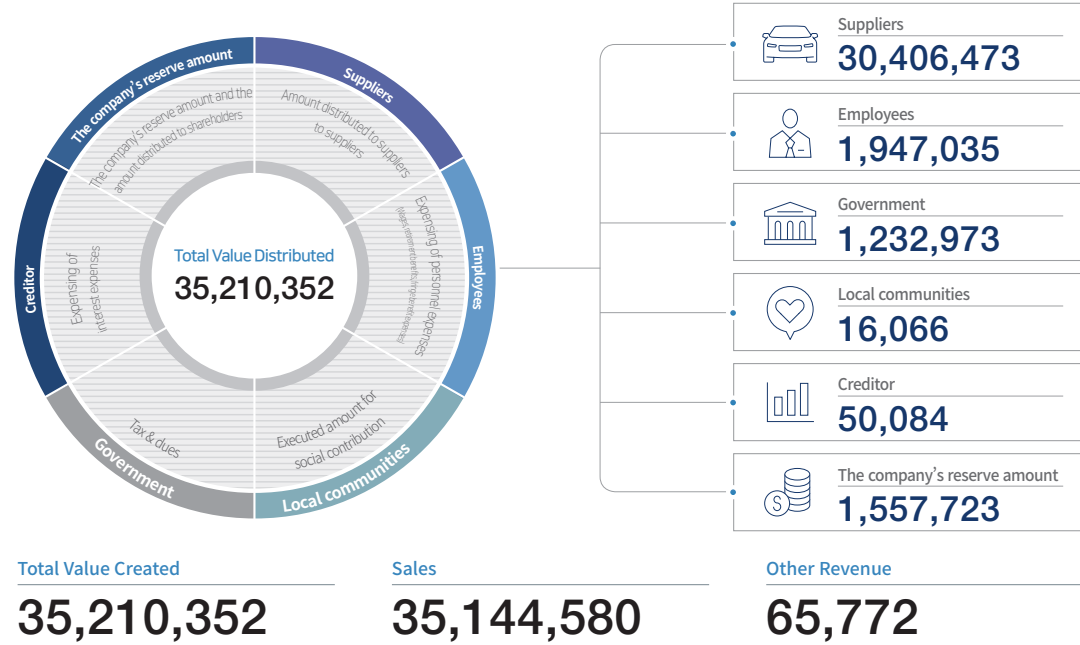 The company's reserve amount
The company's reserve amount and the
amount distributed to shareholders
Suppliers
Amount distributed to suppliers
to suppliers
Employees
Expensing of personnel expenses
Creditor
Expensing of
interest expenses
Total Value Distributed
35,210,352
Government
Tax & dues
Local communities
Executed amount for
social contribution
Suppliers
30,406,473
Employees
1,947,035
Government
1,232,973
Local communities
16,066
Creditor
50,084
$
The company's reserve amount
1,557,723
Total Value Created
35,210,352
Sales
35,144,580
Other Revenue
65,772